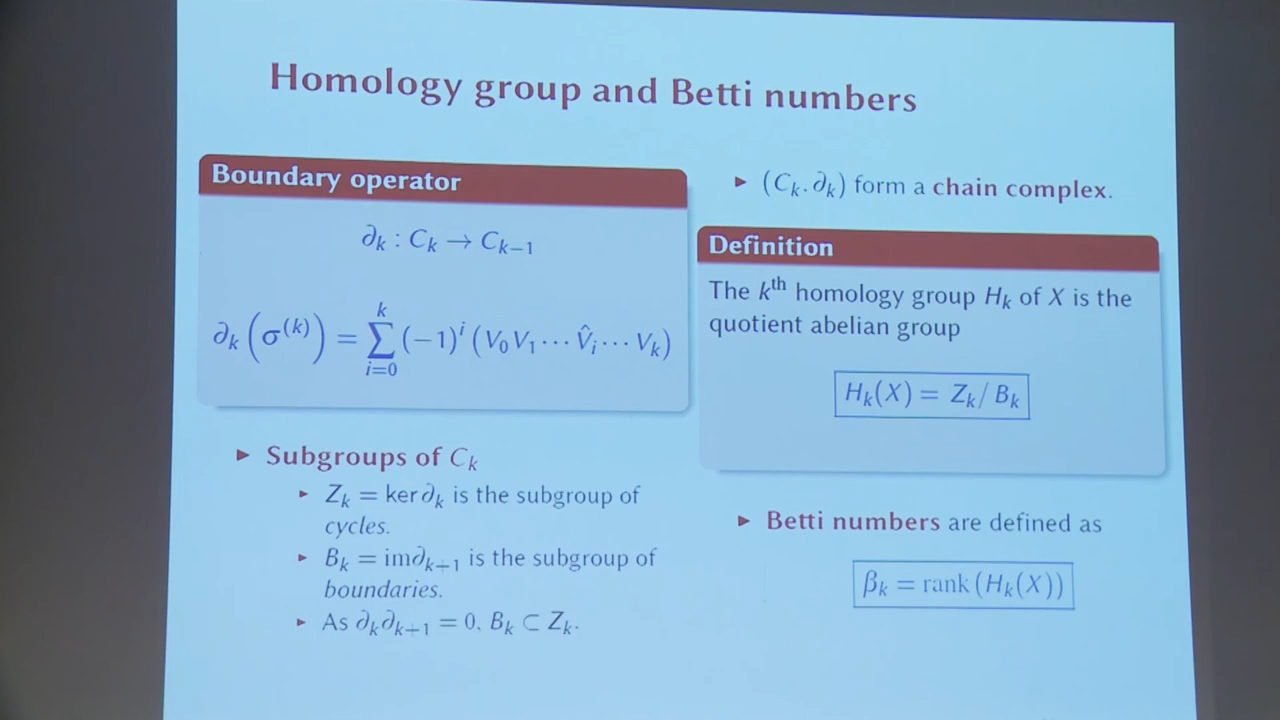 Homology group and Betti numbers
Boundary operator
∂ₖ : Cₖ → Cₖ₋₁
∂ₖ(σ⁽ᵏ⁾) = ∑ᵢ₌₀ᵏ (−1)ⁱ (V₀V₁⋯V̂ᵢ⋯Vₖ)
▸ Subgroups of Cₖ
▸ Zₖ = ker∂ₖ is the subgroup of
cycles.
▸ Bₖ = im∂ₖ₊₁ is the subgroup of
boundaries.
▸ As ∂ₖ∂ₖ₊₁ = 0, Bₖ ⊂ Zₖ.
▸ (Cₖ.∂ₖ) form a chain complex.
Definition
The kᵗʰ homology group Hₖ of X is the
quotient abelian group
Hₖ(X) = Zₖ/Bₖ
▸ Betti numbers are defined as
βₖ = rank(Hₖ(X))